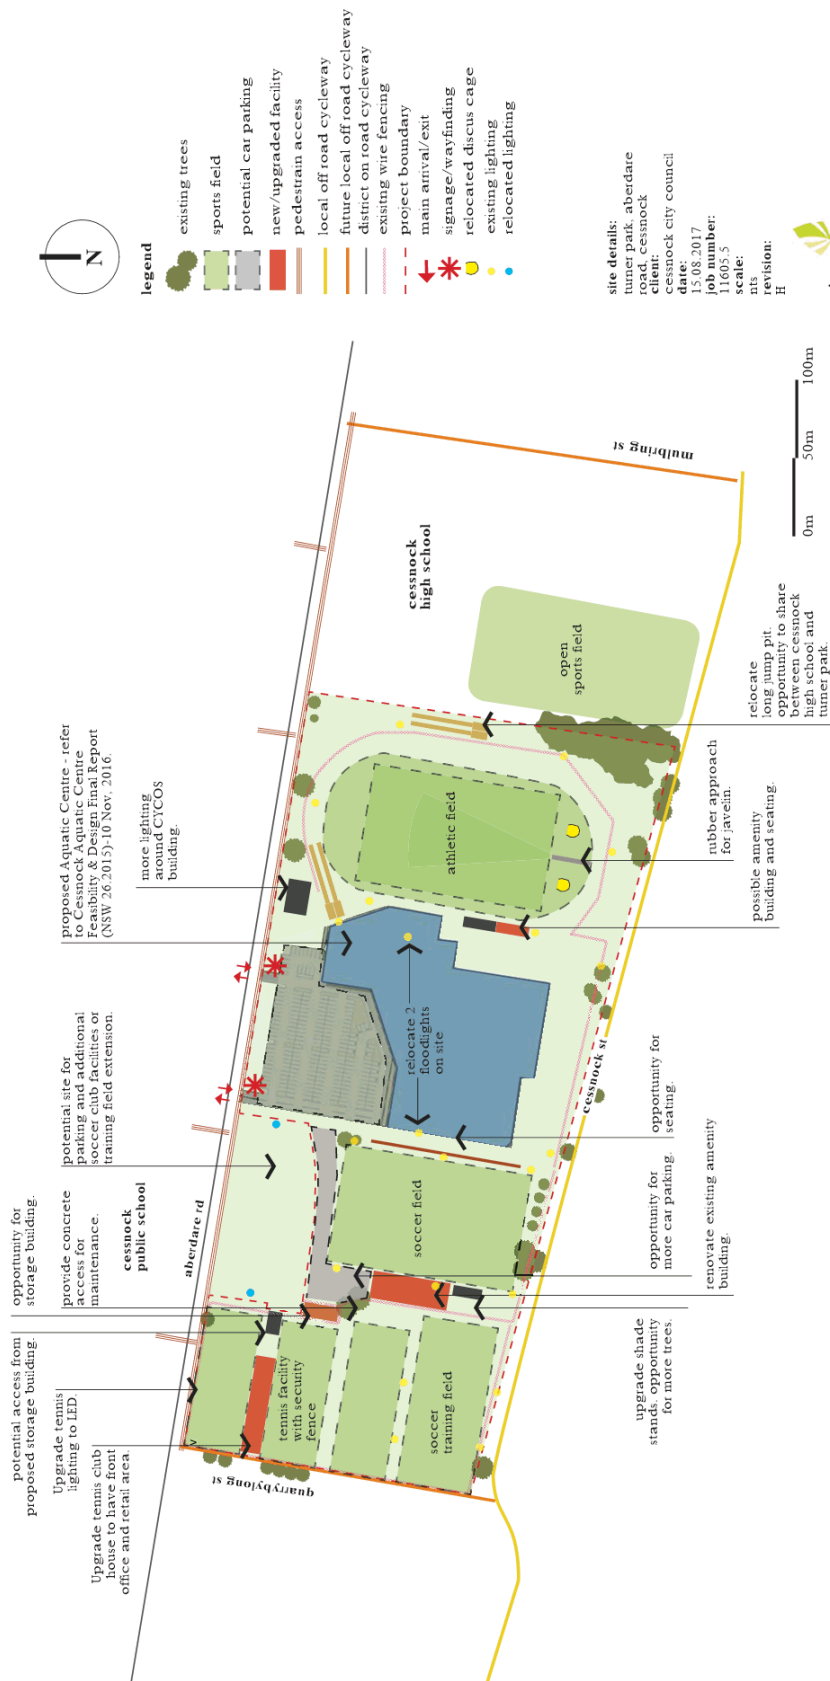 N
legend
existing trees
sports field
potential car parking
new/upgraded facility
pedestrain access
local off road cycleway
future local off road cycleway
district on road cycleway
exisitng wire fencing
project boundary
main arrival/exit
signage/wayfinding
relocated discus cage
existing lighting
relocated lighting
site details:
turner park, aberdare
road, cessnock
client:
cessnock city council
date:
15.08.2017
job number:
11605.5
scale:
nts
revision:
H
0m
50m
100m
potential access from
proposed storage building.
opportunity for
storage building.
Upgrade tennis
lighting to LED.
Upgrade tennis club
house to have front
office and retail area.
provide concrete
access for
maintenance.
potential site for
parking and additional
soccer club facilities or
training field extension.
proposed Aquatic Centre - refer
to Cessnock Aquatic Centre
Feasibility & Design Final Report
(NSW 26.2015)-10 Nov, 2016.
more lighting
around CYCOS
building.
cessnock
public school
aberdare rd
cessnock
high school
mulbring st
quarrybylong st
cessnock st
tennis facility
with security
fence
soccer
training field
soccer field
relocate 2
floodlights
on site
athletic field
open
sports field
upgrade shade
stands. opportunity
for more trees.
renovate existing amenity
building.
opportunity for
more car parking.
opportunity for
seating.
possible amenity
building and seating.
rubber approach
for javelin.
relocate
long jump pit.
opportunity to share
between cessnock
high school and
turner park.